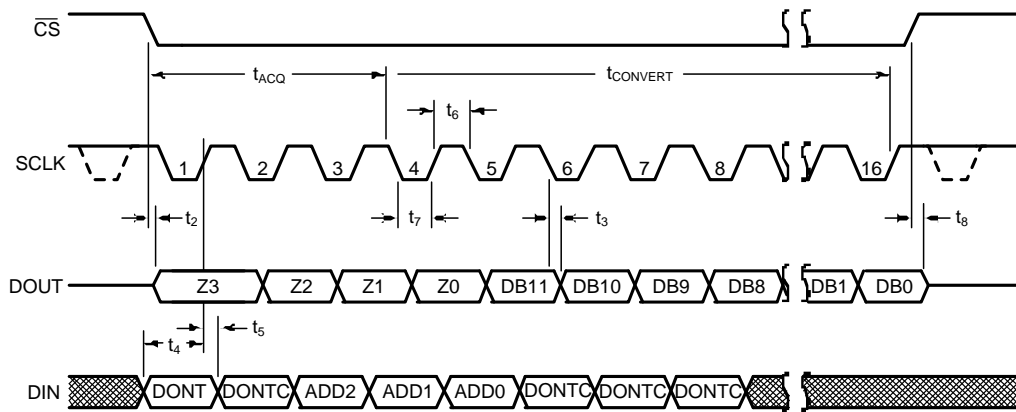 CS
tACQ tCONVERT
t6
SCLK 1 2 3 4 5 6 7 8 16
t2 t7 t3 t8
DOUT Z3 Z2 Z1 Z0 DB11 DB10 DB9 DB8 DB1 DB0
t4 t5
DIN DONT DONTC ADD2 ADD1 ADD0 DONTC DONTC DONTC